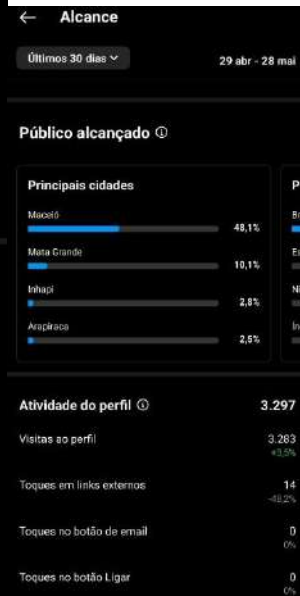 ← Alcance
Últimos 30 dias
29 abr - 28 mai
Público alcançado
Principais cidades
Maceió
48,1%
Mata Grande
10,1%
Inhapi
2,8%
Arapiraca
2,5%
Atividade do perfil
3.297
Visitas ao perfil
3.283
+3,5%
Toques em links externos
14
-48,2%
Toques no botão de email
0
0%
Toques no botão Ligar
0
0%